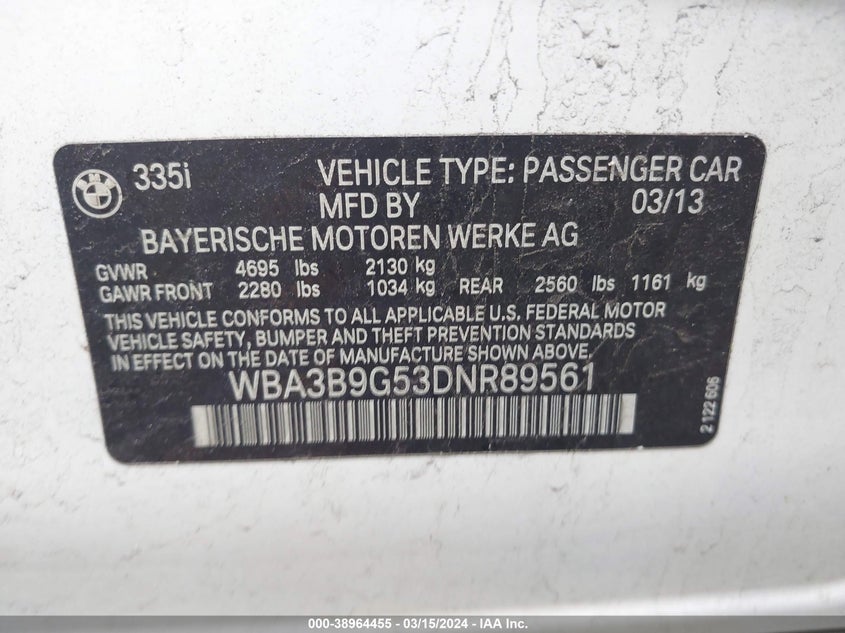 BMW
335i VEHICLE TYPE: PASSENGER CAR
MFD BY 03/13
BAYERISCHE MOTOREN WERKE AG
GVWR 4695 lbs 2130 kg
GAWR FRONT 2280 lbs 1034 kg REAR 2560 lbs 1161 kg
THIS VEHICLE CONFORMS TO ALL APPLICABLE U.S. FEDERAL MOTOR
VEHICLE SAFETY, BUMPER AND THEFT PREVENTION STANDARDS
IN EFFECT ON THE DATE OF MANUFACTURE SHOWN ABOVE.
WBA3B9G53DNR89561
2 122 606
000-38964455 - 03/15/2024 - IAA Inc.